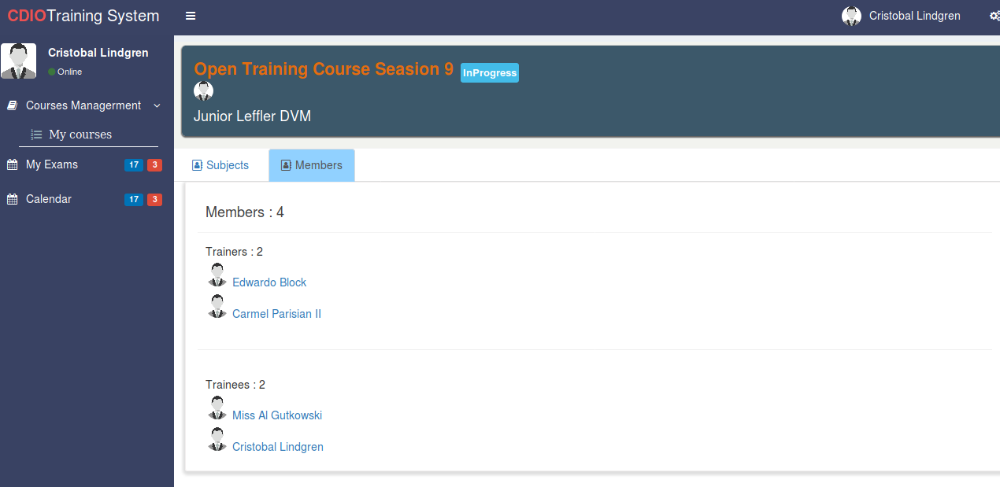 CDIOTraining System
Cristobal Lindgren
Cristobal Lindgren
Online
Courses Managerment
My courses
My Exams 17 3
Calendar 17 3
Open Training Course Seasion 9 InProgress
Junior Leffler DVM
Subjects Members
Members : 4
Trainers : 2
Edwardo Block
Carmel Parisian II
Trainees : 2
Miss Al Gutkowski
Cristobal Lindgren